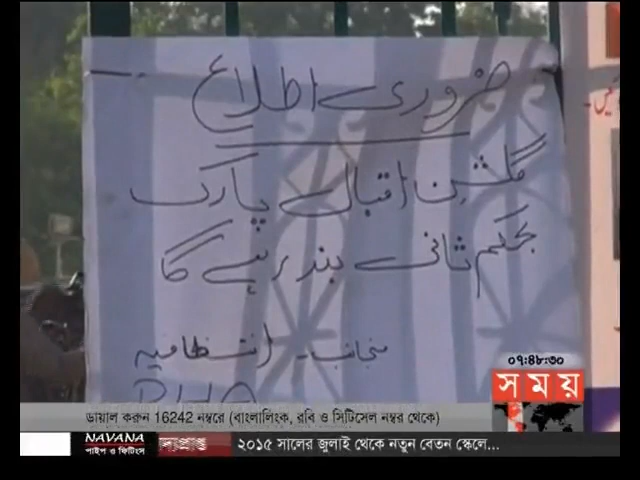 ضروری اطلاع
گلشن اقبال پارک
بحکم ثانی بند رہے گا
منجانب۔ انتظامیہ
PHA
০৭:৪৮:৩০
সময়
ডায়াল করুন 16242 নম্বরে (বাংলালিংক, রবি ও সিটিসেল নম্বর থেকে)
NAVANA
পাইপ ও ফিটিংস
২০১৫ সালের জুলাই থেকে নতুন বেতন স্কেলে...